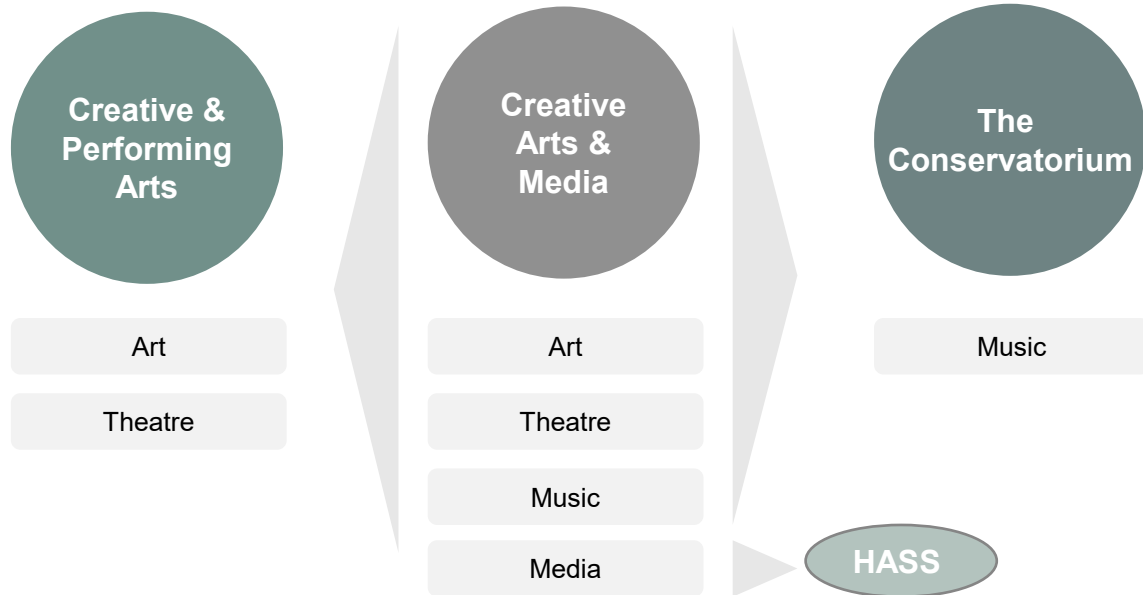 Creative &
Performing
Arts
Art
Theatre
Creative
Arts &
Media
Art
Theatre
Music
Media
The
Conservatorium
Music
HASS